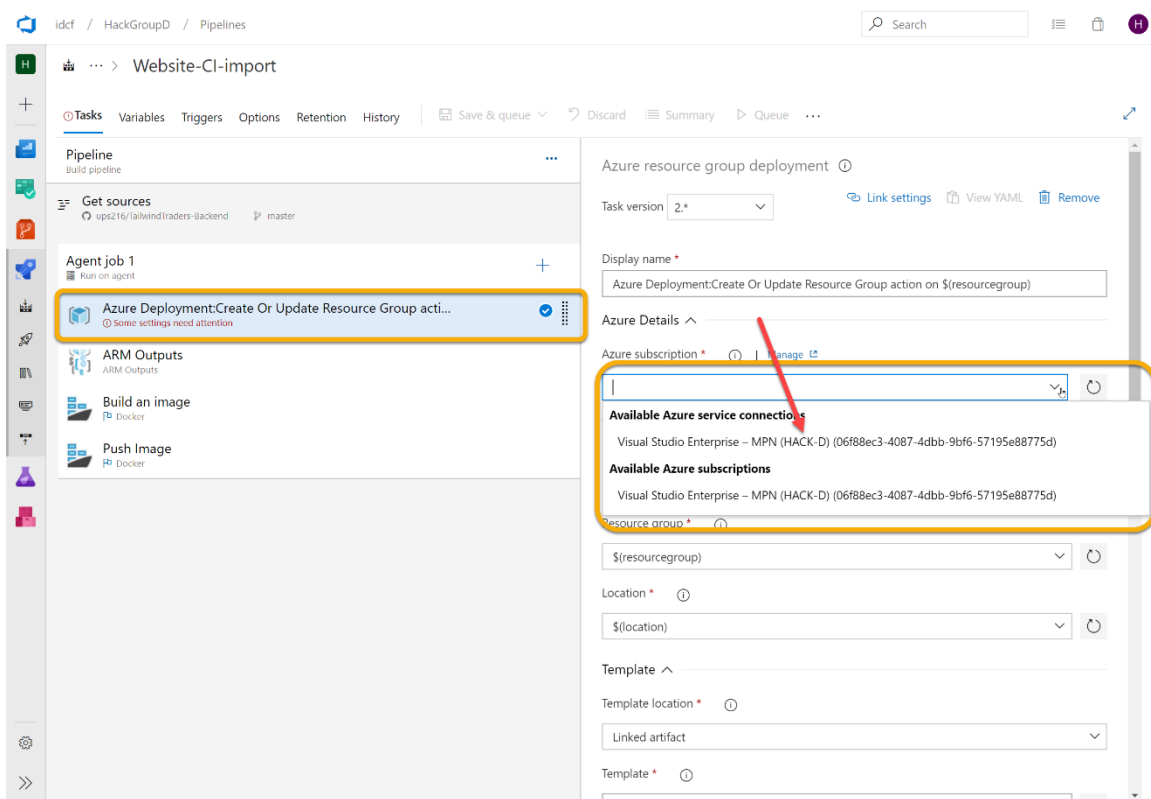 idcf / HackGroupD / Pipelines
Search
H
H
··· > Website-CI-import
Tasks Variables Triggers Options Retention History Save & queue Discard Summary Queue ...
Pipeline
Build pipeline
Get sources
ups216/TailwindTraders-Backend master
Agent job 1
Run on agent
Azure Deployment:Create Or Update Resource Group acti...
Some settings need attention
ARM Outputs
ARM Outputs
Build an image
Docker
Push Image
Docker
Azure resource group deployment
Task version 2.*
Link settings View YAML Remove
Display name *
Azure Deployment:Create Or Update Resource Group action on $(resourcegroup)
Azure Details
Azure subscription * | Manage
Available Azure service connections
Visual Studio Enterprise – MPN (HACK-D) (06f88ec3-4087-4dbb-9bf6-57195e88775d)
Available Azure subscriptions
Visual Studio Enterprise – MPN (HACK-D) (06f88ec3-4087-4dbb-9bf6-57195e88775d)
Resource group *
$(resourcegroup)
Location *
$(location)
Template
Template location *
Linked artifact
Template *